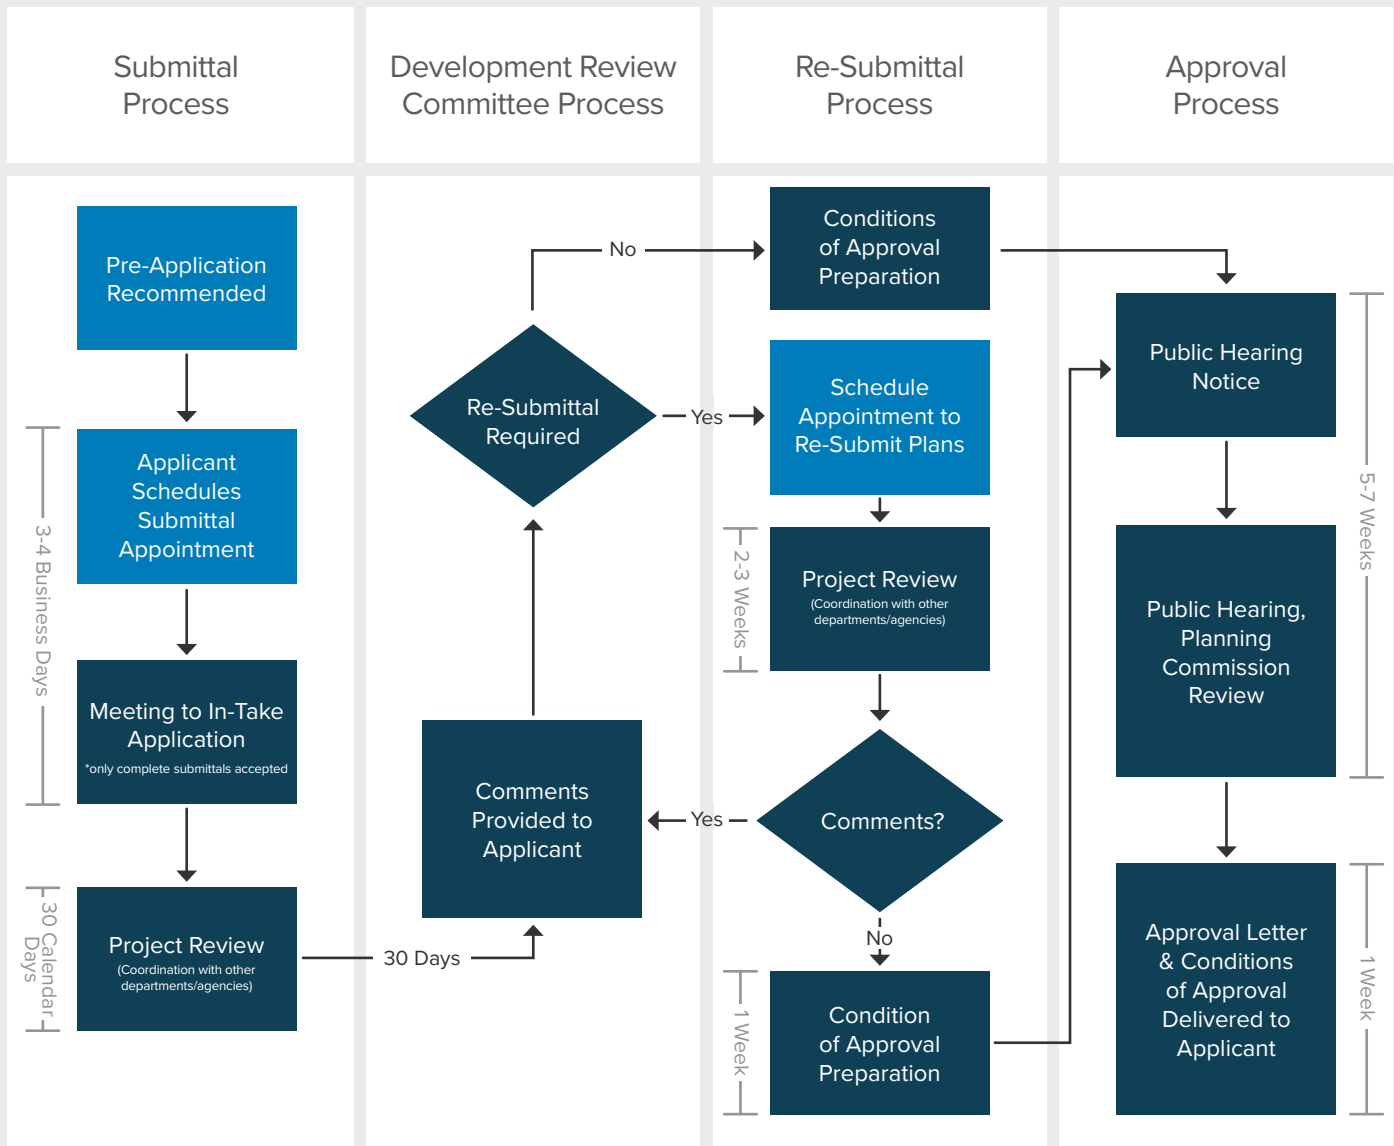 Submittal
Process
Development Review
Committee Process
Re-Submittal
Process
Approval
Process
Pre-Application
Recommended
3-4 Business Days
Applicant
Schedules
Submittal
Appointment
Meeting to In-Take
Application
*only complete submittals accepted
30 Calendar
Days
Project Review
(Coordination with other
departments/agencies)
30 Days
Comments
Provided to
Applicant
Re-Submittal
Required
No
Yes
Conditions
of Approval
Preparation
Schedule
Appointment to
Re-Submit Plans
2-3 Weeks
Project Review
(Coordination with other
departments/agencies)
Comments?
Yes
No
1 Week
Condition
of Approval
Preparation
Public Hearing
Notice
5-7 Weeks
Public Hearing,
Planning
Commission
Review
Approval Letter
& Conditions
of Approval
Delivered to
Applicant
1 Week